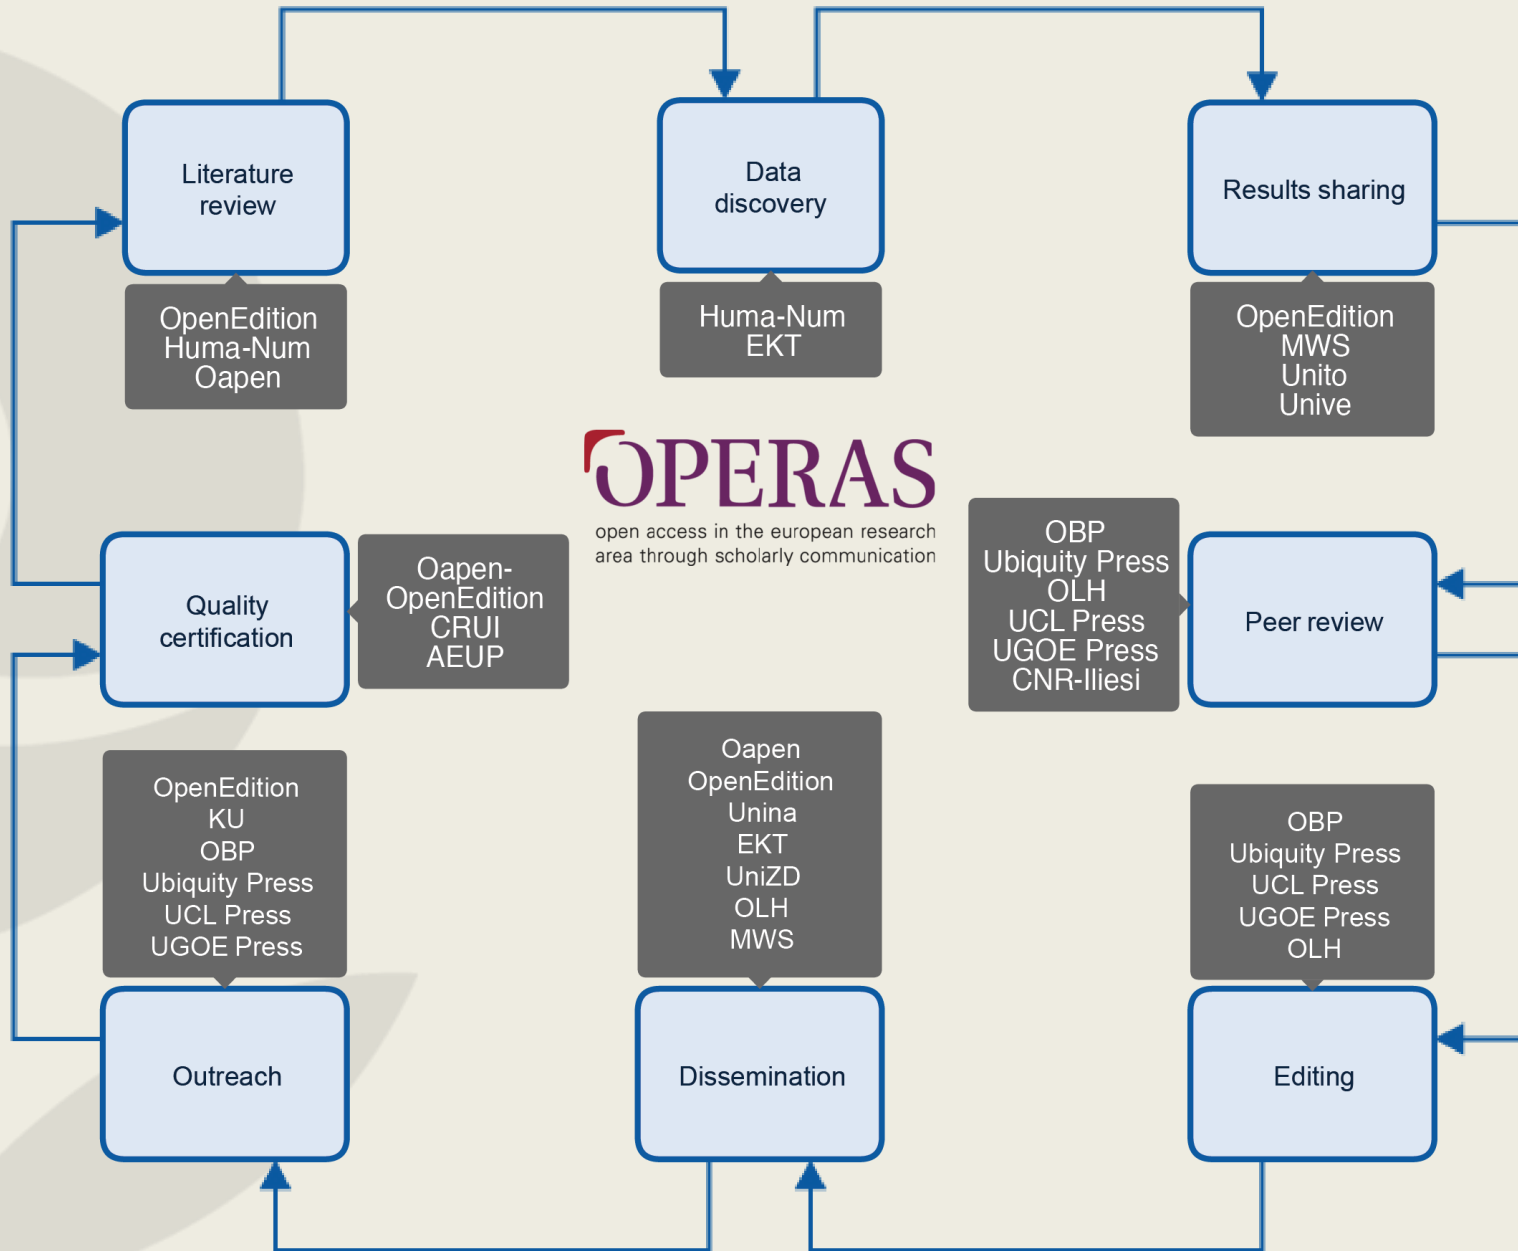 Literature
review
Data
discovery
Results sharing
OpenEdition
Huma-Num
Oapen
Huma-Num
EKT
OpenEdition
MWS
Unito
Unive
OPERAS
open access in the european research
area through scholarly communication
Quality
certification
Oapen-
OpenEdition
CRUI
AEUP
OBP
Ubiquity Press
OLH
UCL Press
UGOE Press
CNR-Iliesi
Peer review
OpenEdition
KU
OBP
Ubiquity Press
UCL Press
UGOE Press
Oapen
OpenEdition
Unina
EKT
UniZD
OLH
MWS
OBP
Ubiquity Press
UCL Press
UGOE Press
OLH
Outreach
Dissemination
Editing